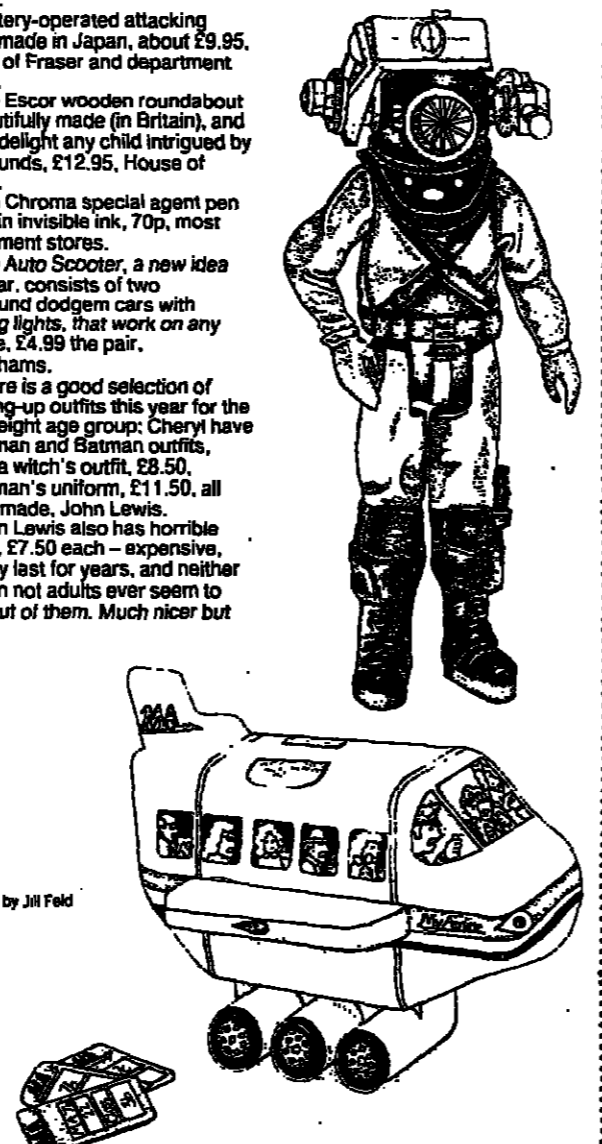 tery-operated attacking
made in Japan, about £9.95,
of Fraser and department
Escor wooden roundabout
utifully made (in Britain), and
delight any child intrigued by
unds, £12.95, House of
Chroma special agent pen
in invisible ink, 70p, most
ment stores.
Auto Scooter, a new idea
ar, consists of two
und dodgem cars with
g lights, that work on any
e, £4.99 the pair,
hams.
re is a good selection of
ng-up outfits this year for the
eight age group: Cheryl have
nan and Batman outfits,
a witch's outfit, £8.50,
man's uniform, £11.50, all
made, John Lewis.
n Lewis also has horrible
, £7.50 each – expensive,
y last for years, and neither
n not adults ever seem to
ut of them. Much nicer but
by Jill Feld